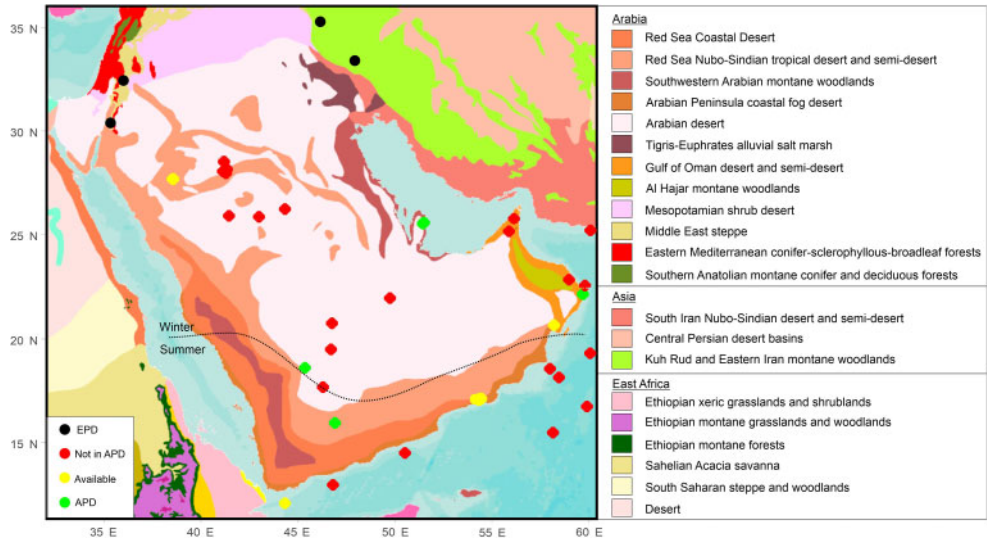 35 N
30 N
25 N
20 N
15 N
Winter
Summer
EPD
Not in APD
Available
APD
35 E
40 E
45 E
50 E
55 E
60 E
Arabia
Red Sea Coastal Desert
Red Sea Nubo-Sindian tropical desert and semi-desert
Southwestern Arabian montane woodlands
Arabian Peninsula coastal fog desert
Arabian desert
Tigris-Euphrates alluvial salt marsh
Gulf of Oman desert and semi-desert
Al Hajar montane woodlands
Mesopotamian shrub desert
Middle East steppe
Eastern Mediterranean conifer-sclerophyllous-broadleaf forests
Southern Anatolian montane conifer and deciduous forests
Asia
South Iran Nubo-Sindian desert and semi-desert
Central Persian desert basins
Kuh Rud and Eastern Iran montane woodlands
East Africa
Ethiopian xeric grasslands and shrublands
Ethiopian montane grasslands and woodlands
Ethiopian montane forests
Sahelian Acacia savanna
South Saharan steppe and woodlands
Desert